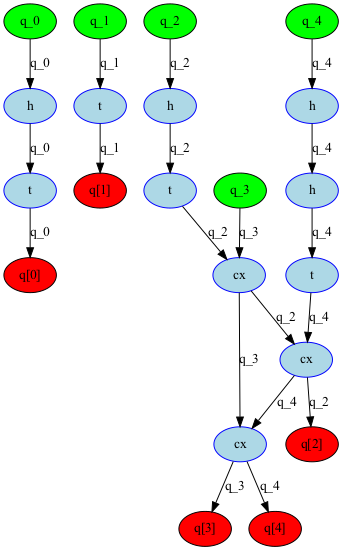 q_0 q_1 q_2 q_4
q_0 q_1 q_2 q_4
h t h h
q_0 q_1 q_2 q_4
t q[1] t q_3 h
q_0 q_2 q_3 q_4
q[0] cx t
q_2 q_4
q_3 cx
q_4 q_2
cx q[2]
q_3 q_4
q[3] q[4]